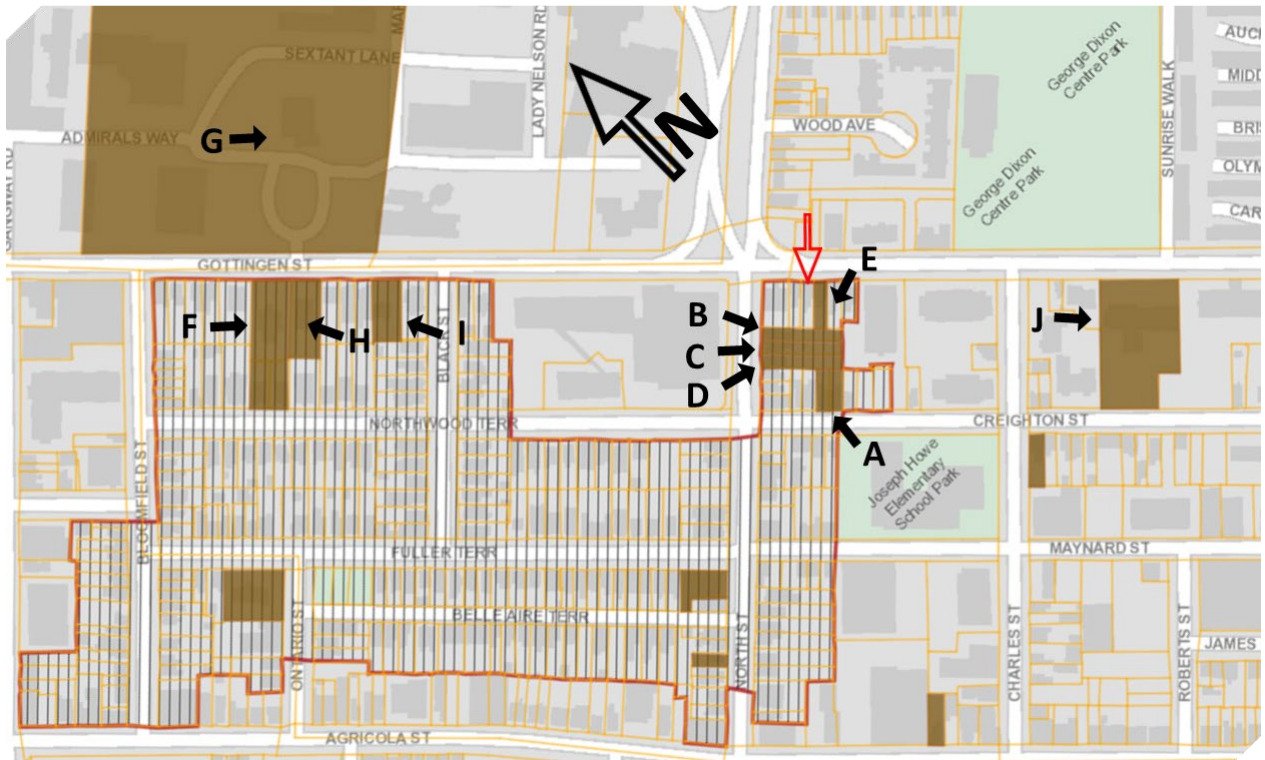 SEXTANT LANE
LADY NELSON RD
N
WOOD AVE
George Dixon
Centre Park
George Dixon
Centre Park
SUNRISE WALK
MIDD
BRIS
OLYM
CAR
GANGWAY RD
ADMIRALS WAY
G
GOTTINGEN ST
E
B
C
D
F
H
I
J
BLACK ST
NORTHWOOD TERR
CREIGHTON ST
A
Joseph Howe
Elementary
School Park
BLOOMFIELD ST
FULLER TERR
MAYNARD ST
BELLE AIRE TERR
ONTARIO ST
NORTH ST
CHARLES ST
ROBERTS ST
JAMES
AGRICOLA ST